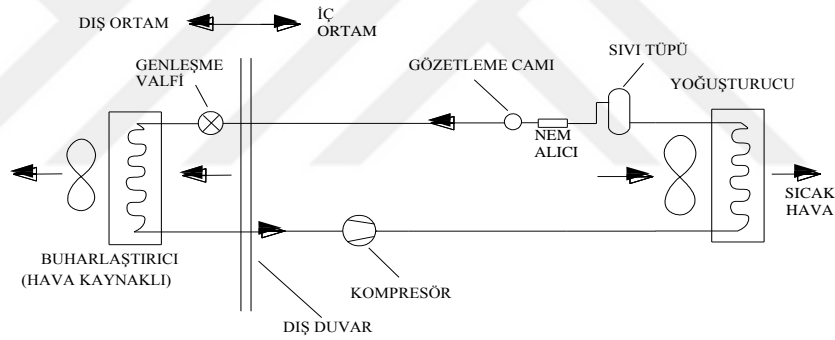 DIŞ ORTAM
İÇ
ORTAM
GENLEŞME
VALFİ
GÖZETLEME CAMI
SIVI TÜPÜ
YOĞUŞTURUCU
NEM
ALICI
SICAK
HAVA
BUHARLAŞTIRICI
(HAVA KAYNAKLI)
KOMPRESÖR
DIŞ DUVAR